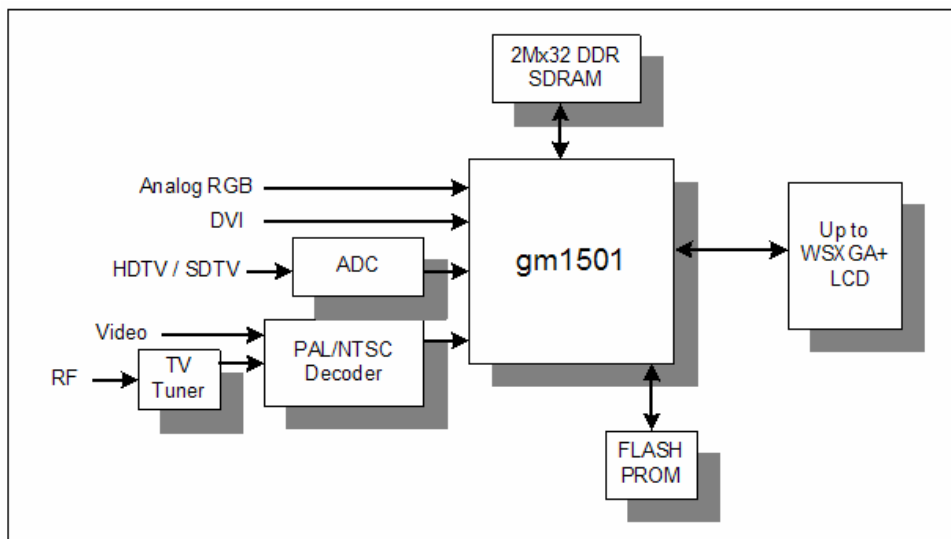 2Mx32 DDR
SDRAM
Analog RGB
DVI
HDTV / SDTV
ADC
gm1501
Up to
WSXGA+
LCD
Video
PAL/NTSC
Decoder
RF
TV
Tuner
FLASH
PROM